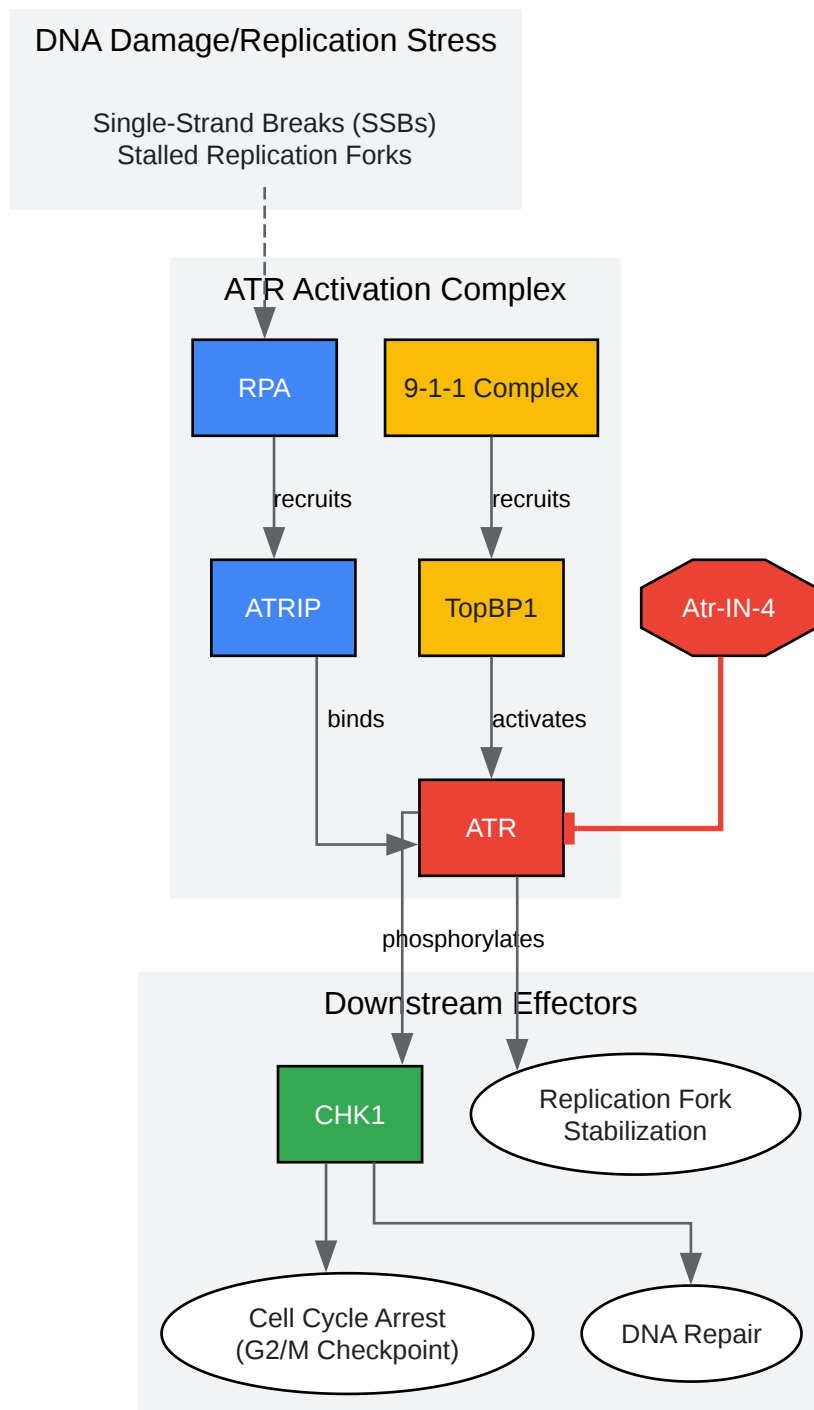 DNA Damage/Replication Stress
Single-Strand Breaks (SSBs)
Stalled Replication Forks
ATR Activation Complex
RPA
9-1-1 Complex
recruits
recruits
ATRIP
TopBP1
Atr-IN-4
binds
activates
ATR
phosphorylates
Downstream Effectors
CHK1
Replication Fork
Stabilization
Cell Cycle Arrest
(G2/M Checkpoint)
DNA Repair